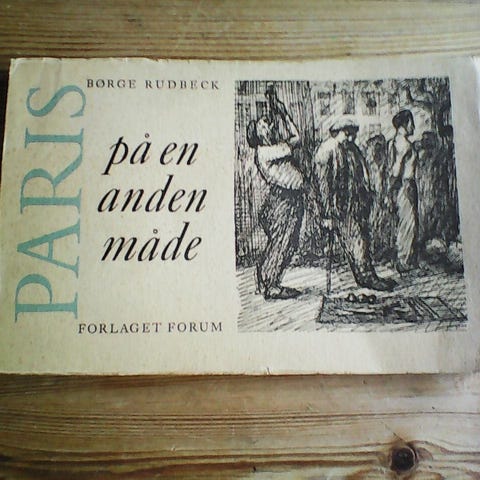 PARIS
BØRGE RUDBECK
på en
anden
måde
FORLAGET FORUM